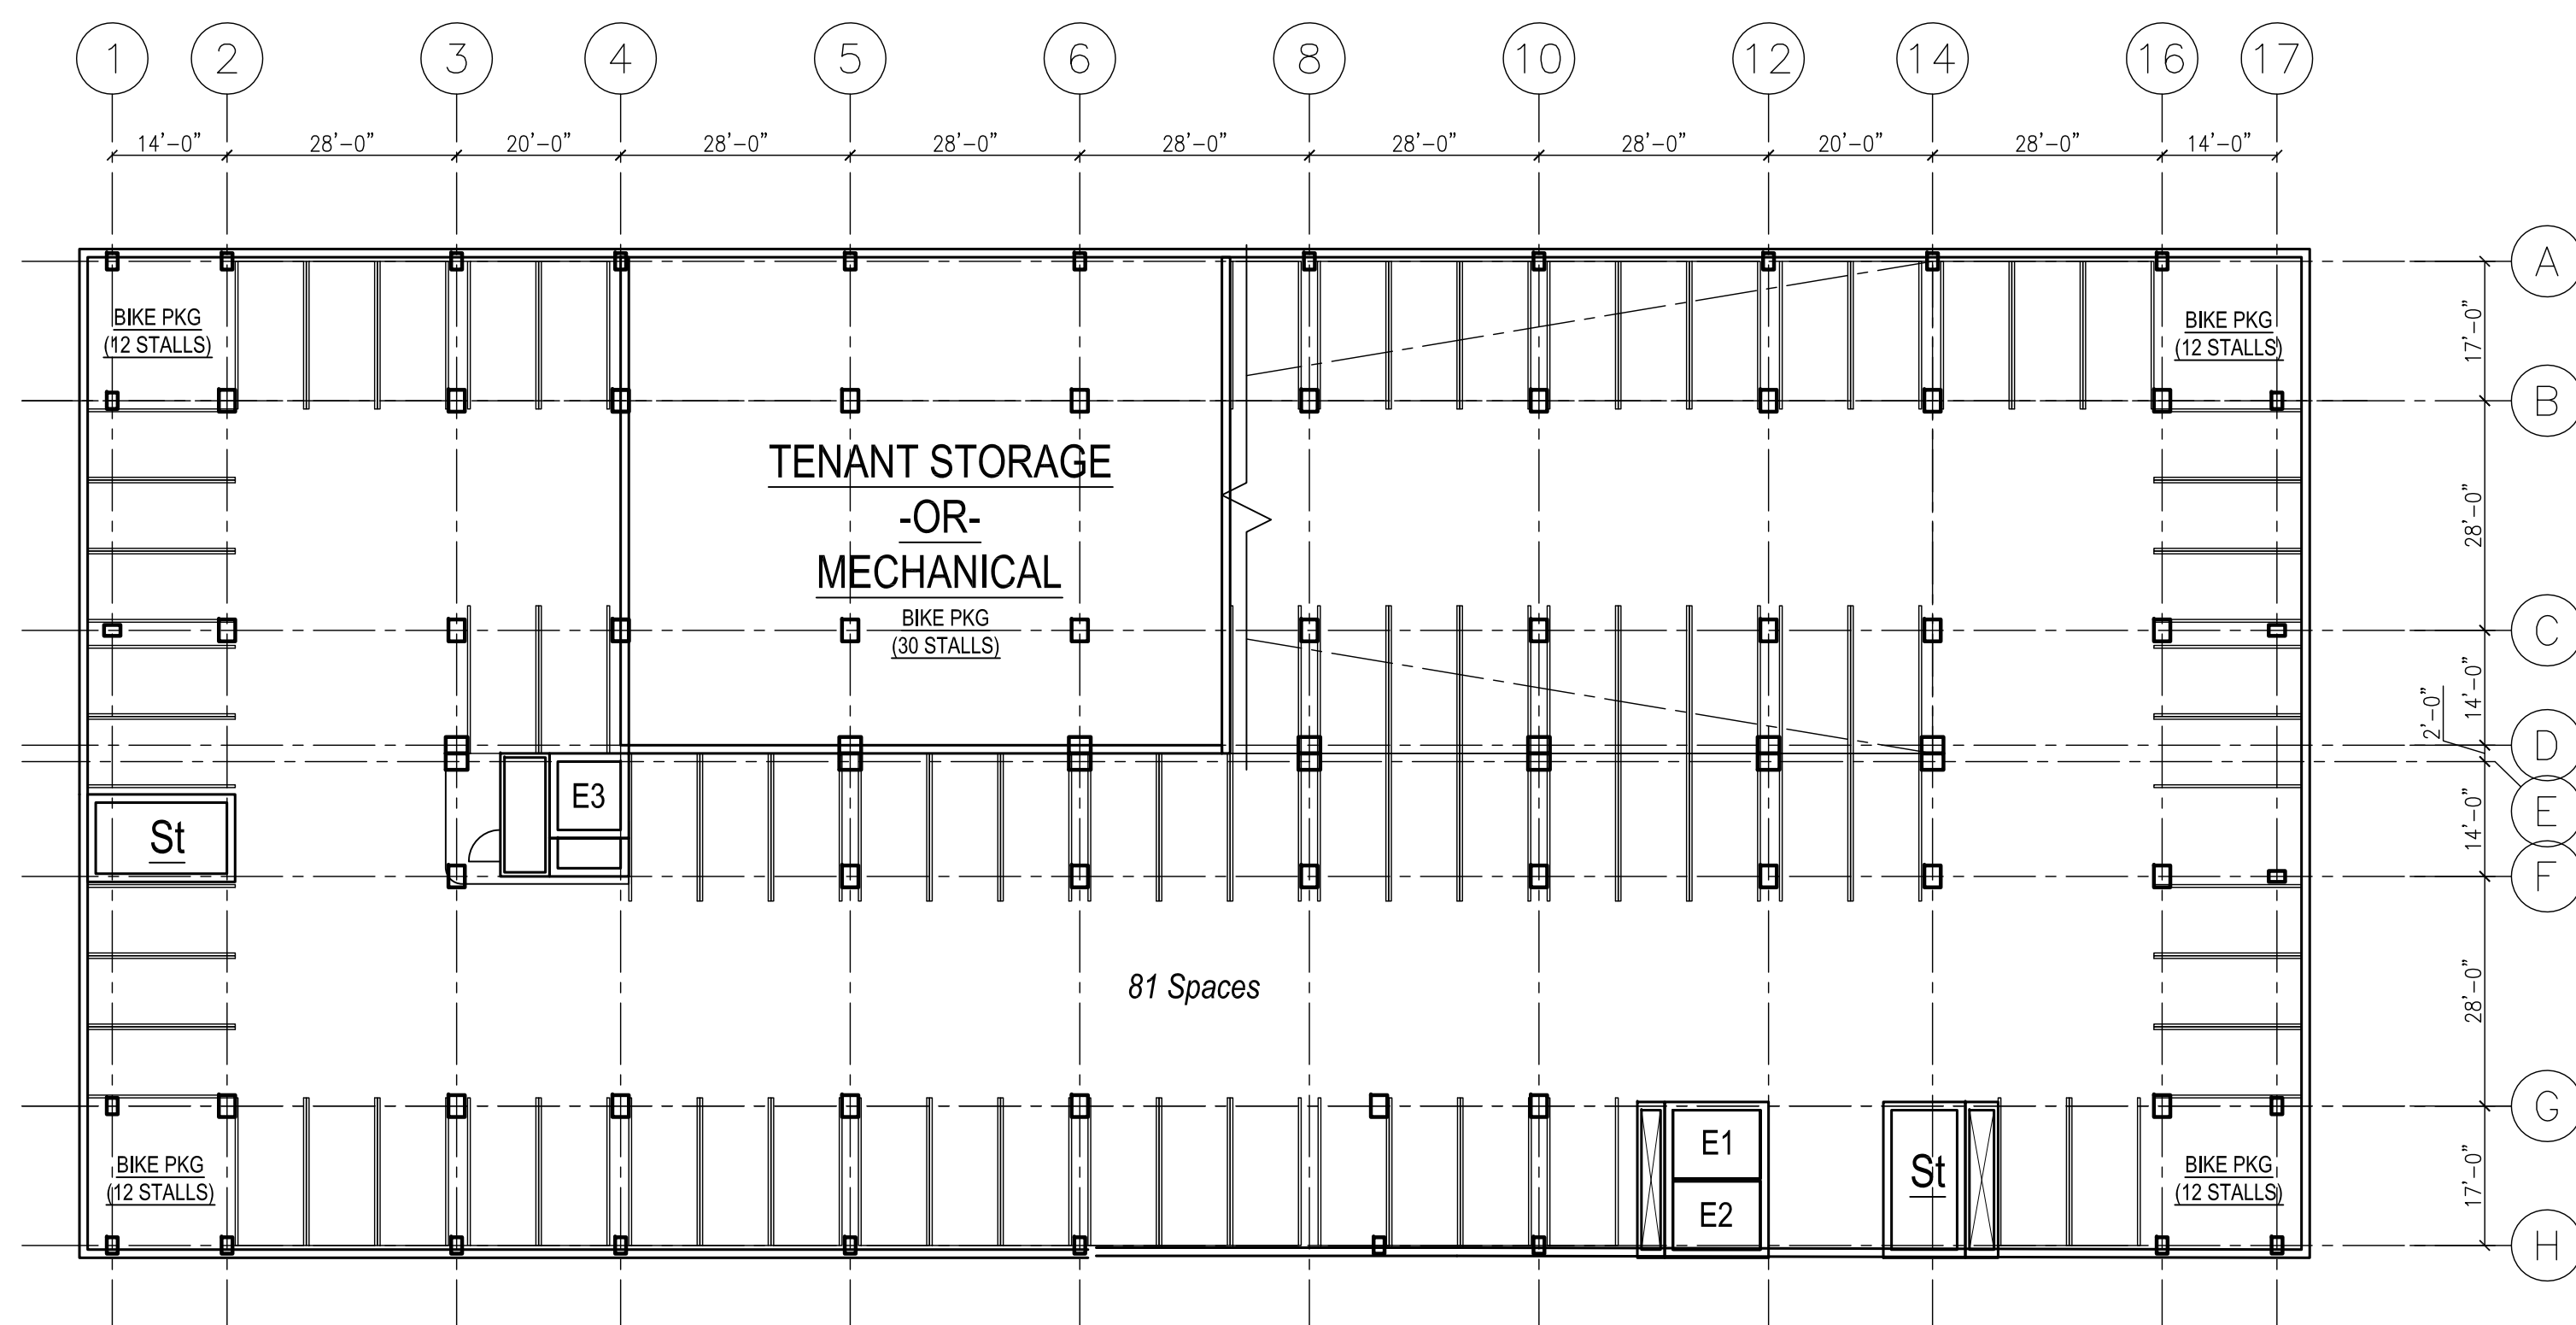 1 2 3 4 5 6 8 10 12 14 16 17
14'-0" 28'-0" 20'-0" 28'-0" 28'-0" 28'-0" 28'-0" 28'-0" 20'-0" 28'-0" 14'-0"
A
17'-0"
BIKE PKG
(12 STALLS)
BIKE PKG
(12 STALLS)
B
TENANT STORAGE
-OR-
MECHANICAL
BIKE PKG
(30 STALLS)
28'-0"
C
14'-0"
2'-0"
D
E3
E
St
14'-0"
F
81 Spaces
28'-0"
G
E1
E2
St
BIKE PKG
(12 STALLS)
BIKE PKG
(12 STALLS)
17'-0"
H